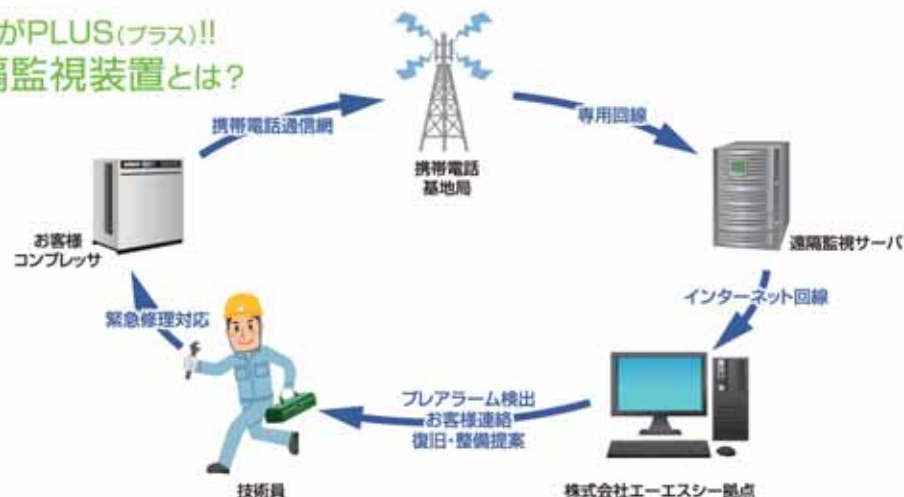 がPLUS(プラス)!!
隔監視装置とは?
携帯電話通信網
専用回線
携帯電話
基地局
お客様
コンプレッサ
遠隔監視サーバ
インターネット回線
緊急修理対応
プレアラーム検出
お客様連絡
復旧・整備提案
技術員
株式会社エーエスシー拠点